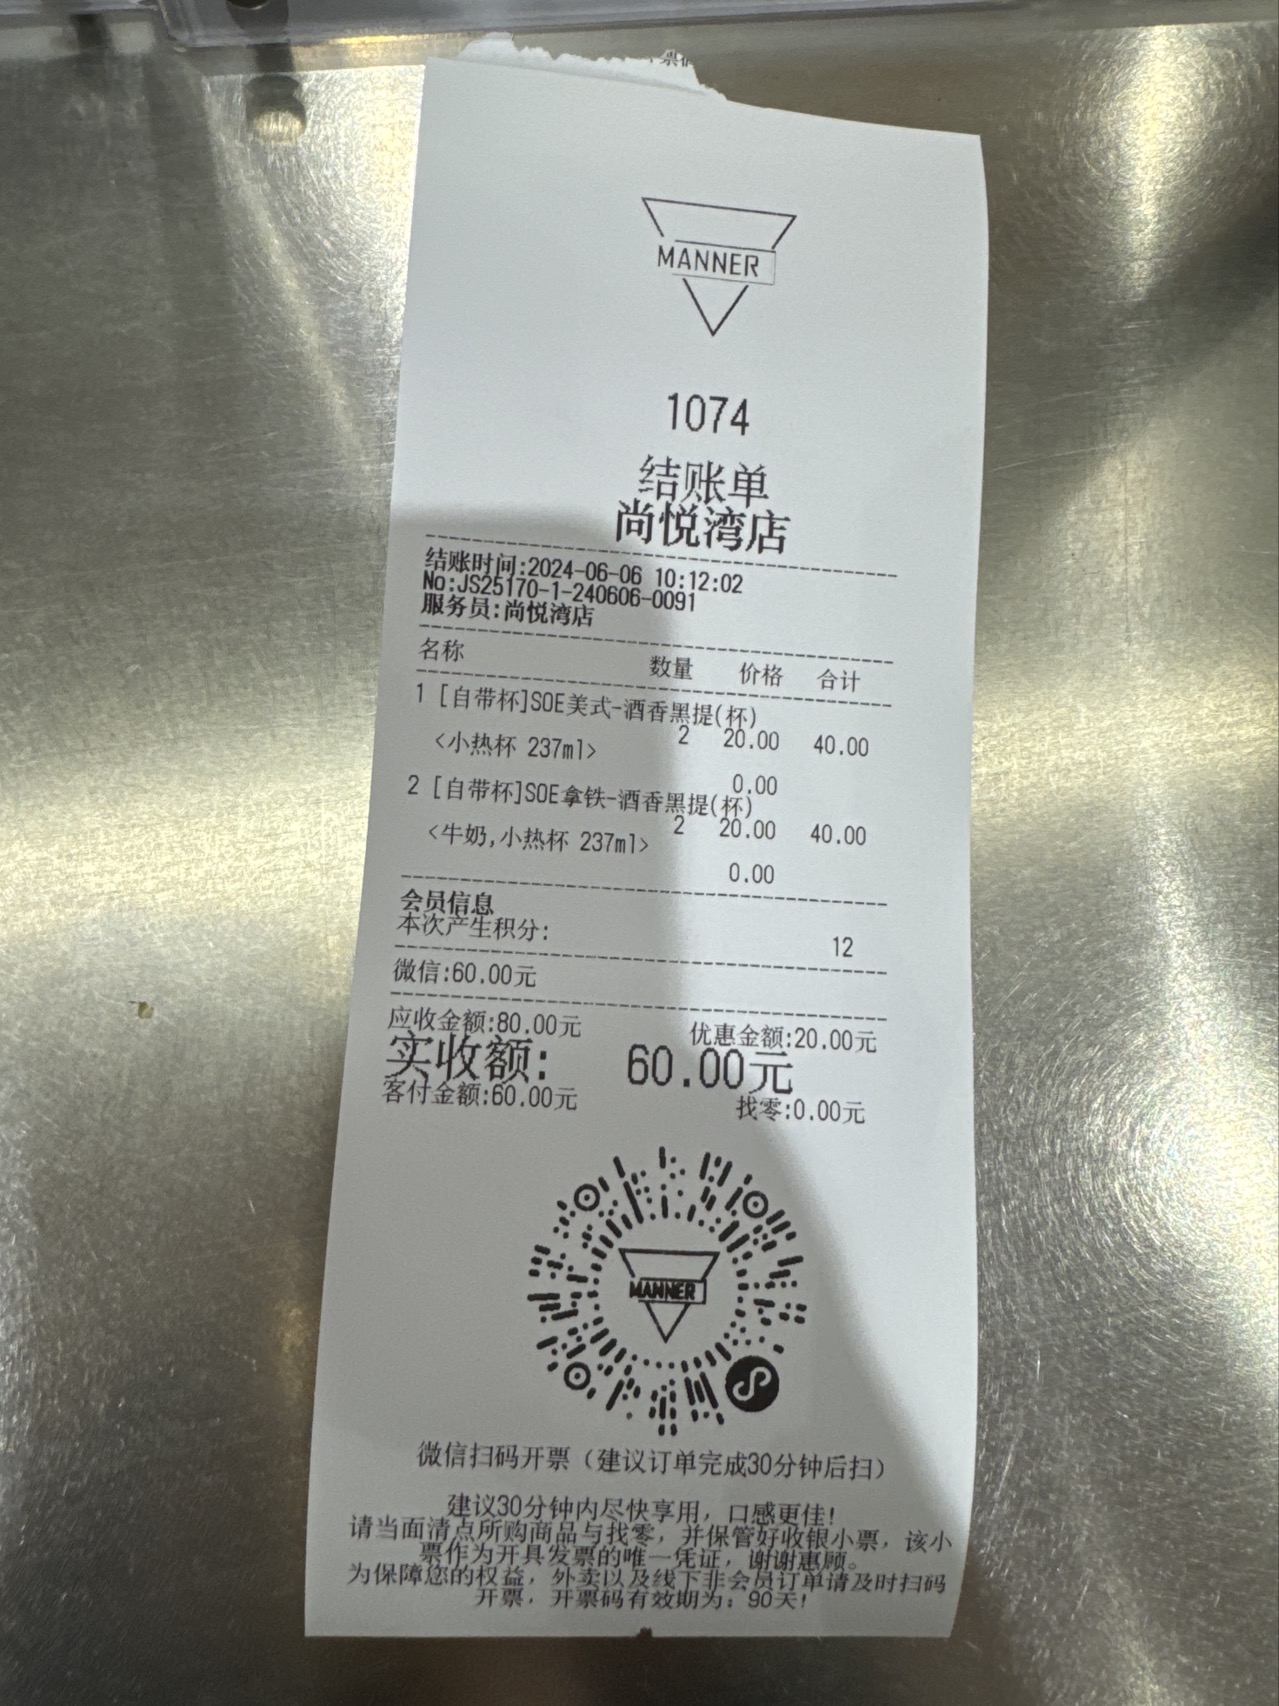 MANNER
1074
结账单
尚悦湾店
结账时间:2024-06-06 10:12:02
No:JS25170-1-240606-0091
服务员:尚悦湾店
名称 数量 价格 合计
1 [自带杯]SOE美式-酒香黑提(杯)
<小热杯 237ml> 2 20.00 40.00
0.00
2 [自带杯]SOE拿铁-酒香黑提(杯)
<牛奶,小热杯 237ml> 2 20.00 40.00
0.00
会员信息
本次产生积分: 12
微信:60.00元
应收金额:80.00元 优惠金额:20.00元
实收额: 60.00元
客付金额:60.00元 找零:0.00元
MANNER
微信扫码开票（建议订单完成30分钟后扫）
建议30分钟内尽快享用，口感更佳!
请当面清点所购商品与找零，并保管好收银小票，该小
票作为开具发票的唯一凭证，谢谢惠顾。
为保障您的权益，外卖以及线下非会员订单请及时扫码
开票，开票码有效期为：90天!